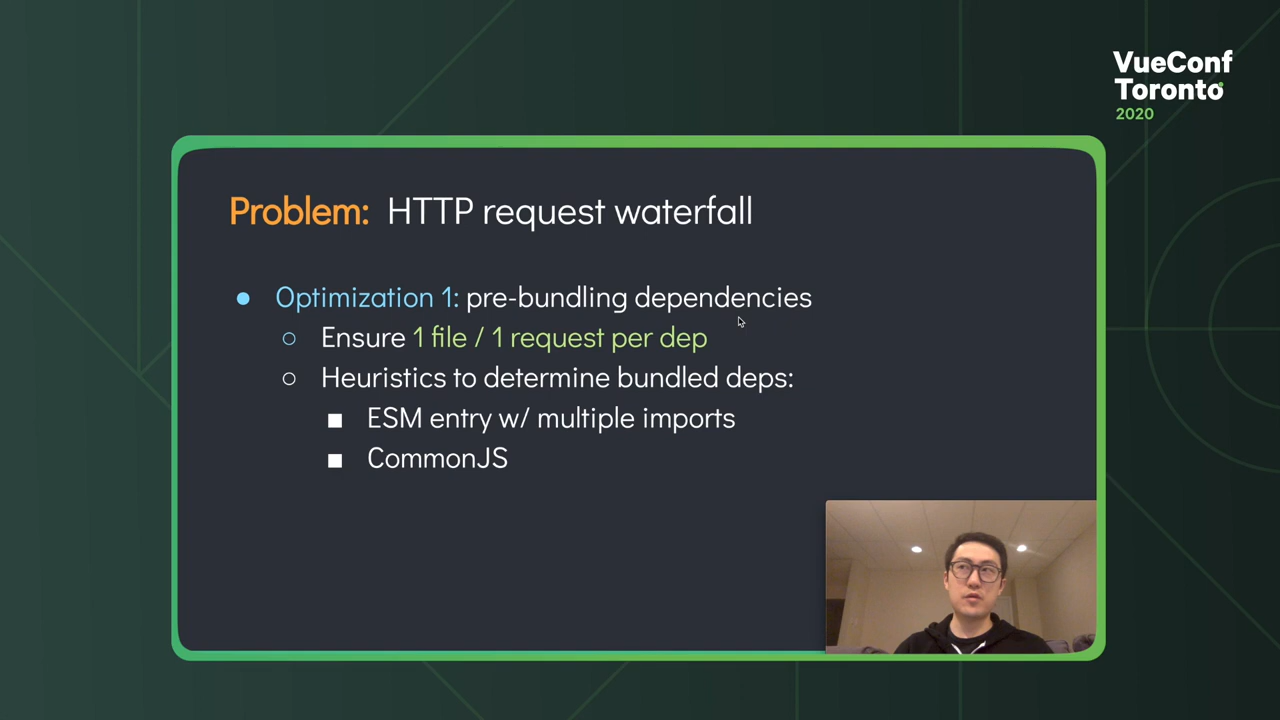 VueConf
Toronto
2020
Problem: HTTP request waterfall
Optimization 1: pre-bundling dependencies
Ensure 1 file / 1 request per dep
Heuristics to determine bundled deps:
ESM entry w/ multiple imports
CommonJS